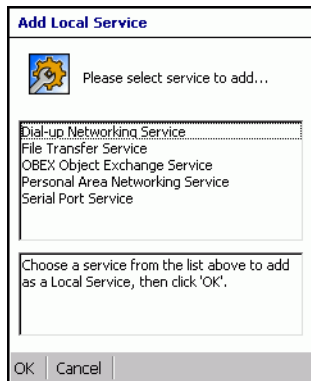 Add Local Service
Please select service to add...
Dial-up Networking Service
File Transfer Service
OBEX Object Exchange Service
Personal Area Networking Service
Serial Port Service
Choose a service from the list above to add
as a Local Service, then click 'OK'.
OK Cancel